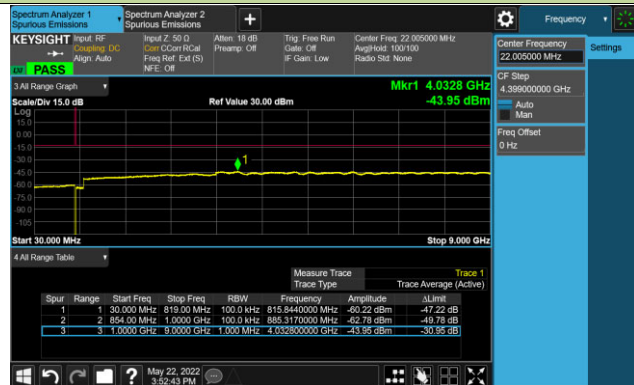 Spectrum Analyzer 1
Spurious Emissions
Spectrum Analyzer 2
Spurious Emissions
Frequency
KEYSIGHT
Input: RF
Coupling: DC
Align: Auto
Input Z: 50 Ω
Corr CCorr RCal
Freq Ref: Ext (S)
NFE: Off
Atten: 18 dB
Preamp: Off
Trig: Free Run
Gate: Off
IF Gain: Low
Center Freq: 22.005000 MHz
Avg|Hold: 100/100
Radio Std: None
PASS
Center Frequency
22.005000 MHz
Settings
CF Step
4.399000000 GHz
Auto
Man
Freq Offset
0 Hz
3 All Range Graph
Scale/Div 15.0 dB
Ref Value 30.00 dBm
Mkr1 4.0328 GHz
-43.95 dBm
Log
15.0
0.00
-15.0
-30.0
-45.0
-60.0
-75.0
-90.0
-105
1
Start 30.000 MHz
Stop 9.000 GHz
4 All Range Table
Measure Trace Trace 1
Trace Type Trace Average (Active)
Spur Range Start Freq Stop Freq RBW Frequency Amplitude ΔLimit
1 1 30.000 MHz 819.00 MHz 100.0 kHz 815.8440000 MHz -60.22 dBm -47.22 dB
2 2 854.00 MHz 1.0000 GHz 100.0 kHz 885.3170000 MHz -62.78 dBm -49.78 dB
3 3 1.0000 GHz 9.0000 GHz 1.000 MHz 4.032800000 GHz -43.95 dBm -30.95 dB
May 22, 2022
3:52:43 PM